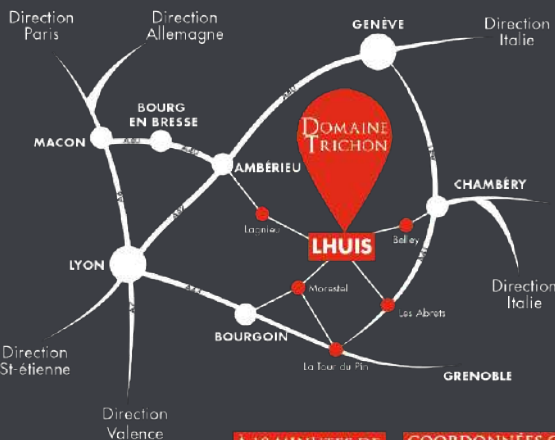 Direction
Paris
Direction
Allemagne
GENÈVE
Direction
Italie
BOURG
EN BRESSE
MACON
AMBÉRIEU
DOMAINE
TRICHON
CHAMBÉRY
Lagnieu
LHUIS
Belley
LYON
Morestel
Les Abrets
Direction
Italie
BOURGOIN
La Tour du Pin
GRENOBLE
Direction
St-étienne
Direction
Valence